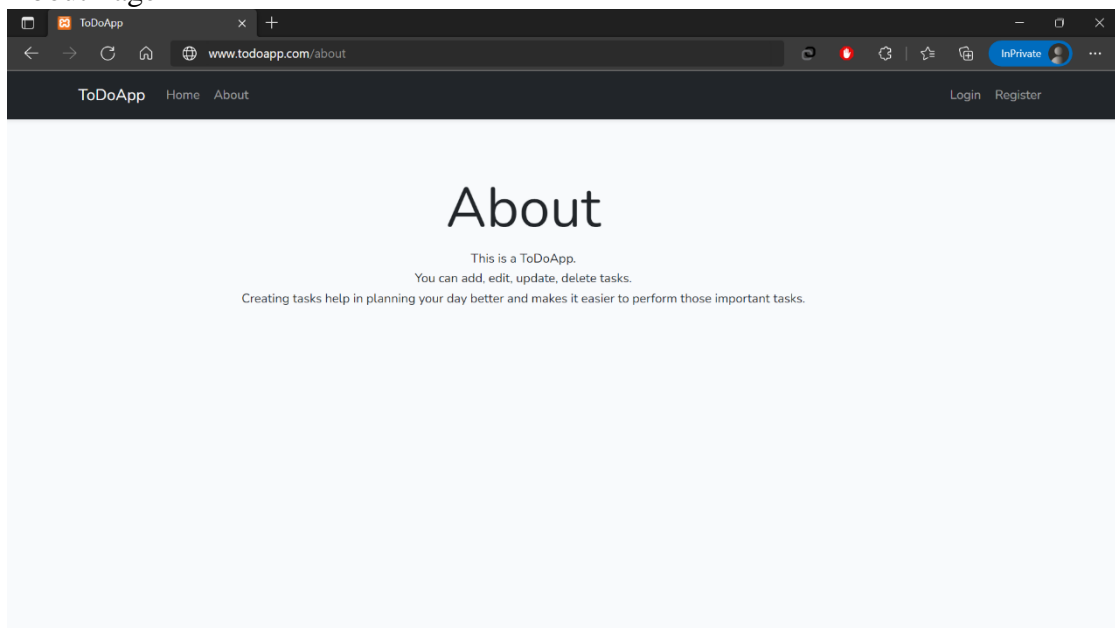 ToDoApp
www.todoapp.com/about
InPrivate
ToDoApp Home About Login Register
About
This is a ToDoApp.
You can add, edit, update, delete tasks.
Creating tasks help in planning your day better and makes it easier to perform those important tasks.